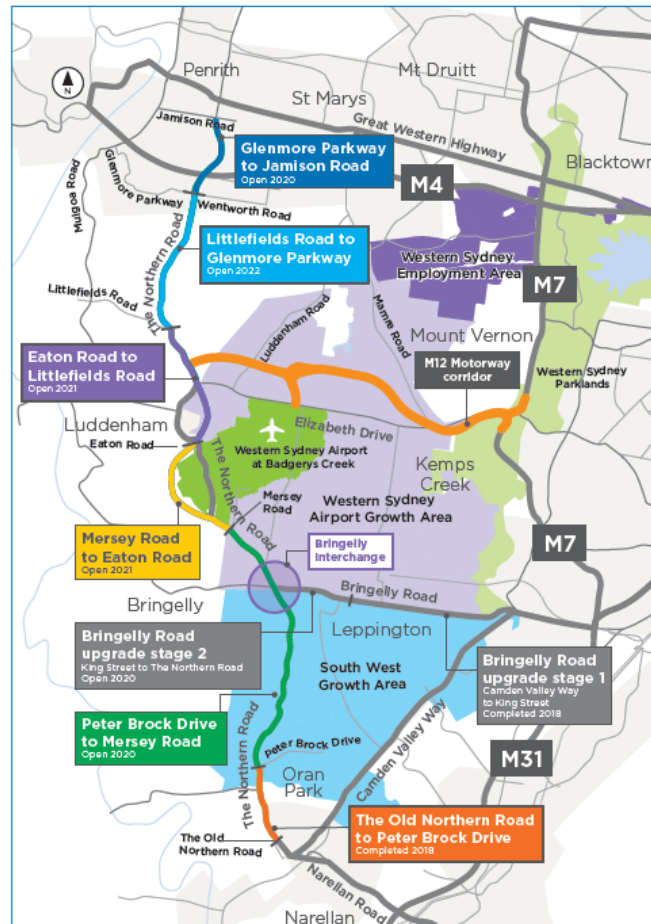 Penrith
Mt Druitt
N
St Marys
Jamison Road
Great Western Highway
Glenmore Parkway
to Jamison Road
Open 2020
Blacktown
Mulgoa Road
Glenmore Parkway
Wentworth Road
M4
The Northern Road
Littlefields Road to
Glenmore Parkway
Open 2022
Western Sydney
Employment Area
M7
Littlefields Road
Luddenham Road
Mamre Road
Mount Vernon
Eaton Road to
Littlefields Road
Open 2021
M12 Motorway
corridor
Western Sydney
Parklands
Luddenham
Elizabeth Drive
Eaton Road
Western Sydney Airport
at Badgerys Creek
Kemps
Creek
The Northern Road
Mersey
Road
Western Sydney
Airport Growth Area
Mersey Road
to Eaton Road
Open 2021
Bringelly
Interchange
M7
Bringelly
Bringelly Road
Leppington
Bringelly Road
upgrade stage 2
King Street to The Northern Road
Open 2020
South West
Growth Area
Bringelly Road
upgrade stage 1
Camden Valley Way
to King Street
Completed 2018
Peter Brock Drive
to Mersey Road
Open 2020
The Northern Road
Peter Brock Drive
Camden Valley Way
M31
Oran
Park
The Old
Northern Road
The Old Northern Road
to Peter Brock Drive
Completed 2018
Narellan Road
Narellan